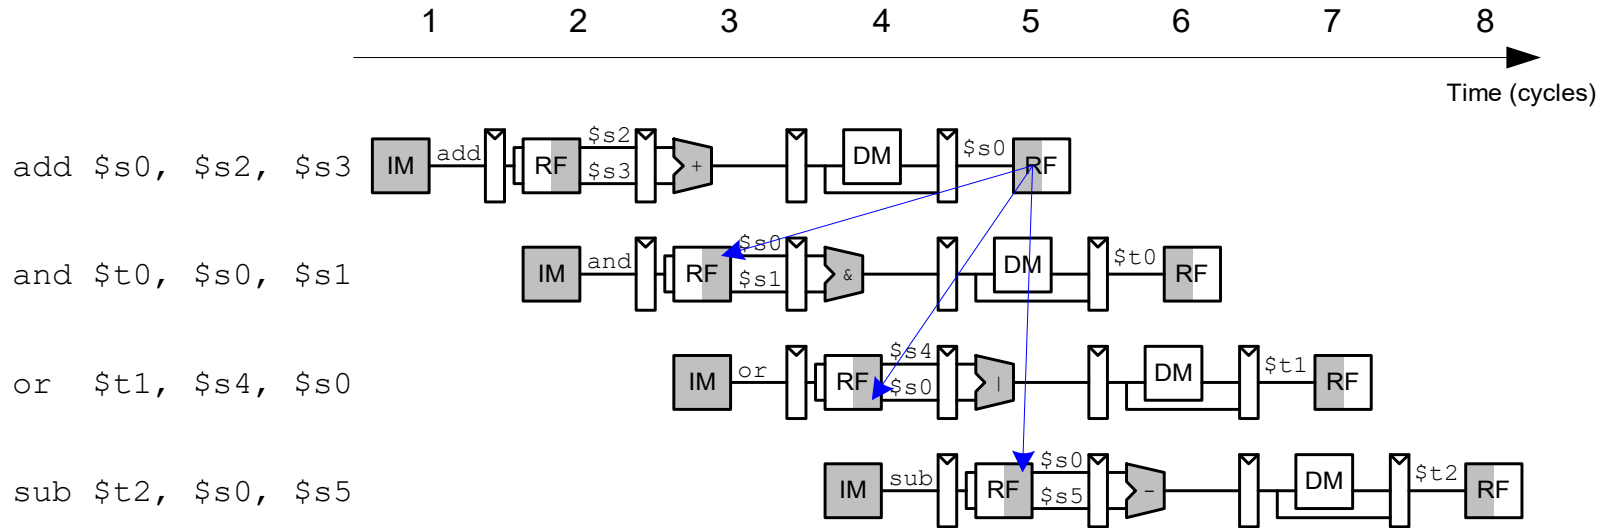 1 2 3 4 5 6 7 8
Time (cycles)
add $s0, $s2, $s3 IM add RF $s2 $s3 + DM $s0 RF
and $t0, $s0, $s1 IM and RF $s0 $s1 & DM $t0 RF
or $t1, $s4, $s0 IM or RF $s4 $s0 | DM $t1 RF
sub $t2, $s0, $s5 IM sub RF $s0 $s5 - DM $t2 RF